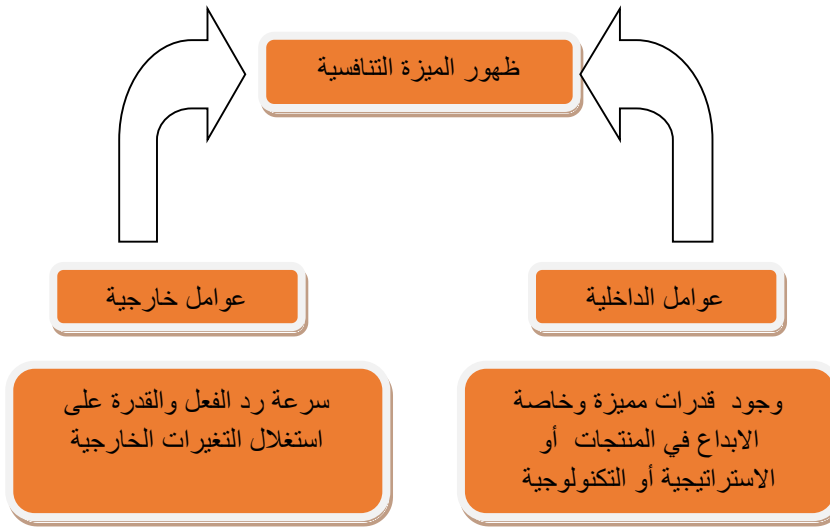 ظهور الميزة التنافسية
عوامل الداخلية
عوامل خارجية
وجود قدرات مميزة وخاصة
الابداع في المنتجات أو
الاستراتيجية أو التكنولوجية
سرعة رد الفعل والقدرة على
استغلال التغيرات الخارجية